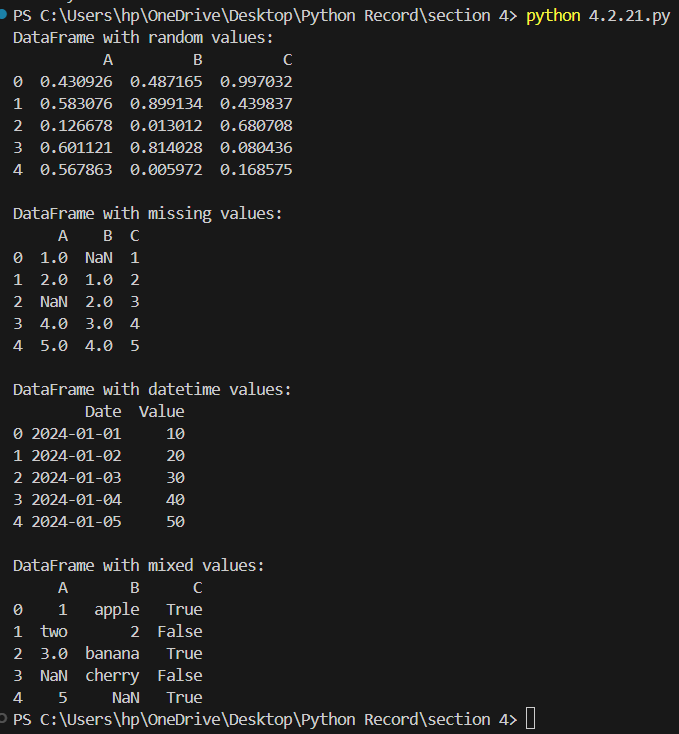 PS C:\Users\hp\OneDrive\Desktop\Python Record\section 4> python 4.2.21.py
DataFrame with random values:
          A         B         C
0  0.430926  0.487165  0.997032
1  0.583076  0.899134  0.439837
2  0.126678  0.013012  0.680708
3  0.601121  0.814028  0.080436
4  0.567863  0.005972  0.168575

DataFrame with missing values:
     A    B  C
0  1.0  NaN  1
1  2.0  1.0  2
2  NaN  2.0  3
3  4.0  3.0  4
4  5.0  4.0  5

DataFrame with datetime values:
        Date  Value
0 2024-01-01     10
1 2024-01-02     20
2 2024-01-03     30
3 2024-01-04     40
4 2024-01-05     50

DataFrame with mixed values:
     A       B      C
0    1   apple   True
1  two       2  False
2  3.0  banana   True
3  NaN  cherry  False
4    5     NaN   True
PS C:\Users\hp\OneDrive\Desktop\Python Record\section 4>